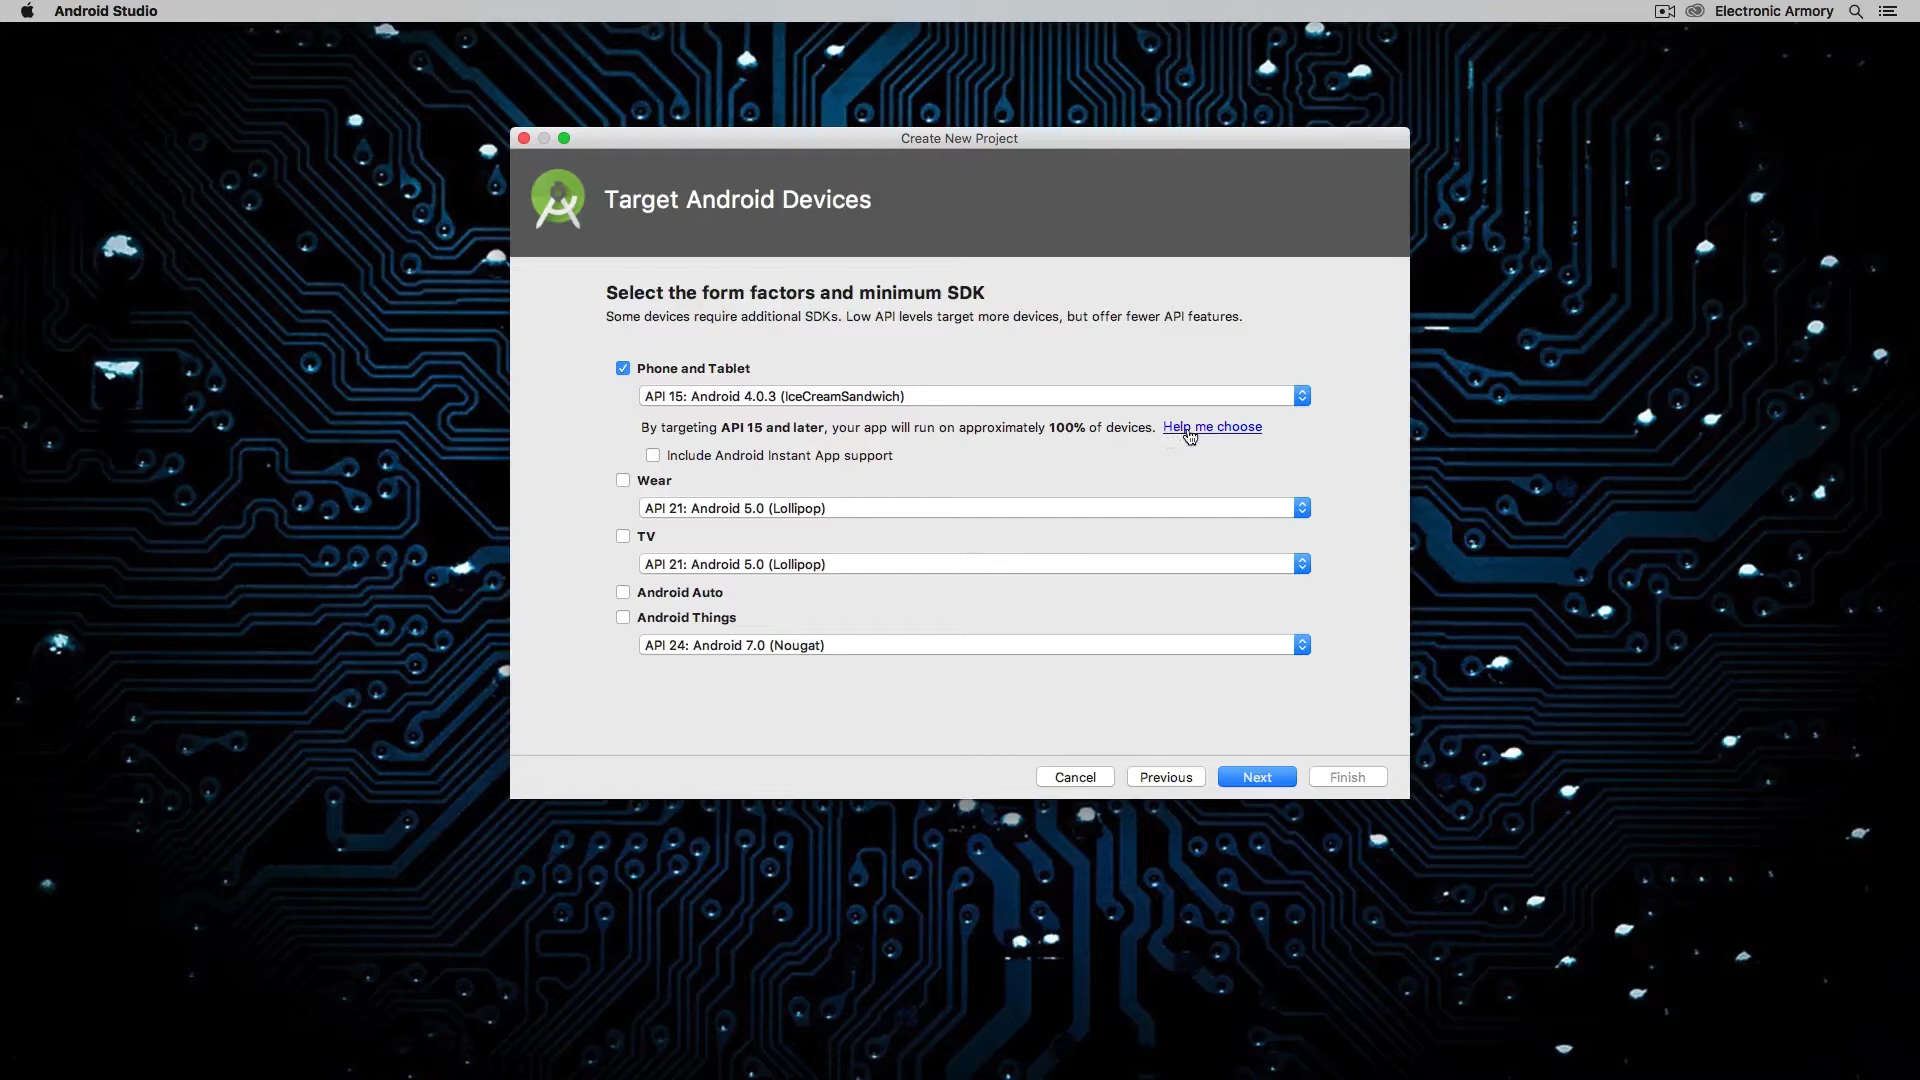 Android Studio
Electronic Armory
Create New Project
Target Android Devices
Select the form factors and minimum SDK
Some devices require additional SDKs. Low API levels target more devices, but offer fewer API features.
Phone and Tablet
API 15: Android 4.0.3 (IceCreamSandwich)
By targeting API 15 and later, your app will run on approximately 100% of devices. Help me choose
Include Android Instant App support
Wear
API 21: Android 5.0 (Lollipop)
TV
API 21: Android 5.0 (Lollipop)
Android Auto
Android Things
API 24: Android 7.0 (Nougat)
Cancel
Previous
Next
Finish